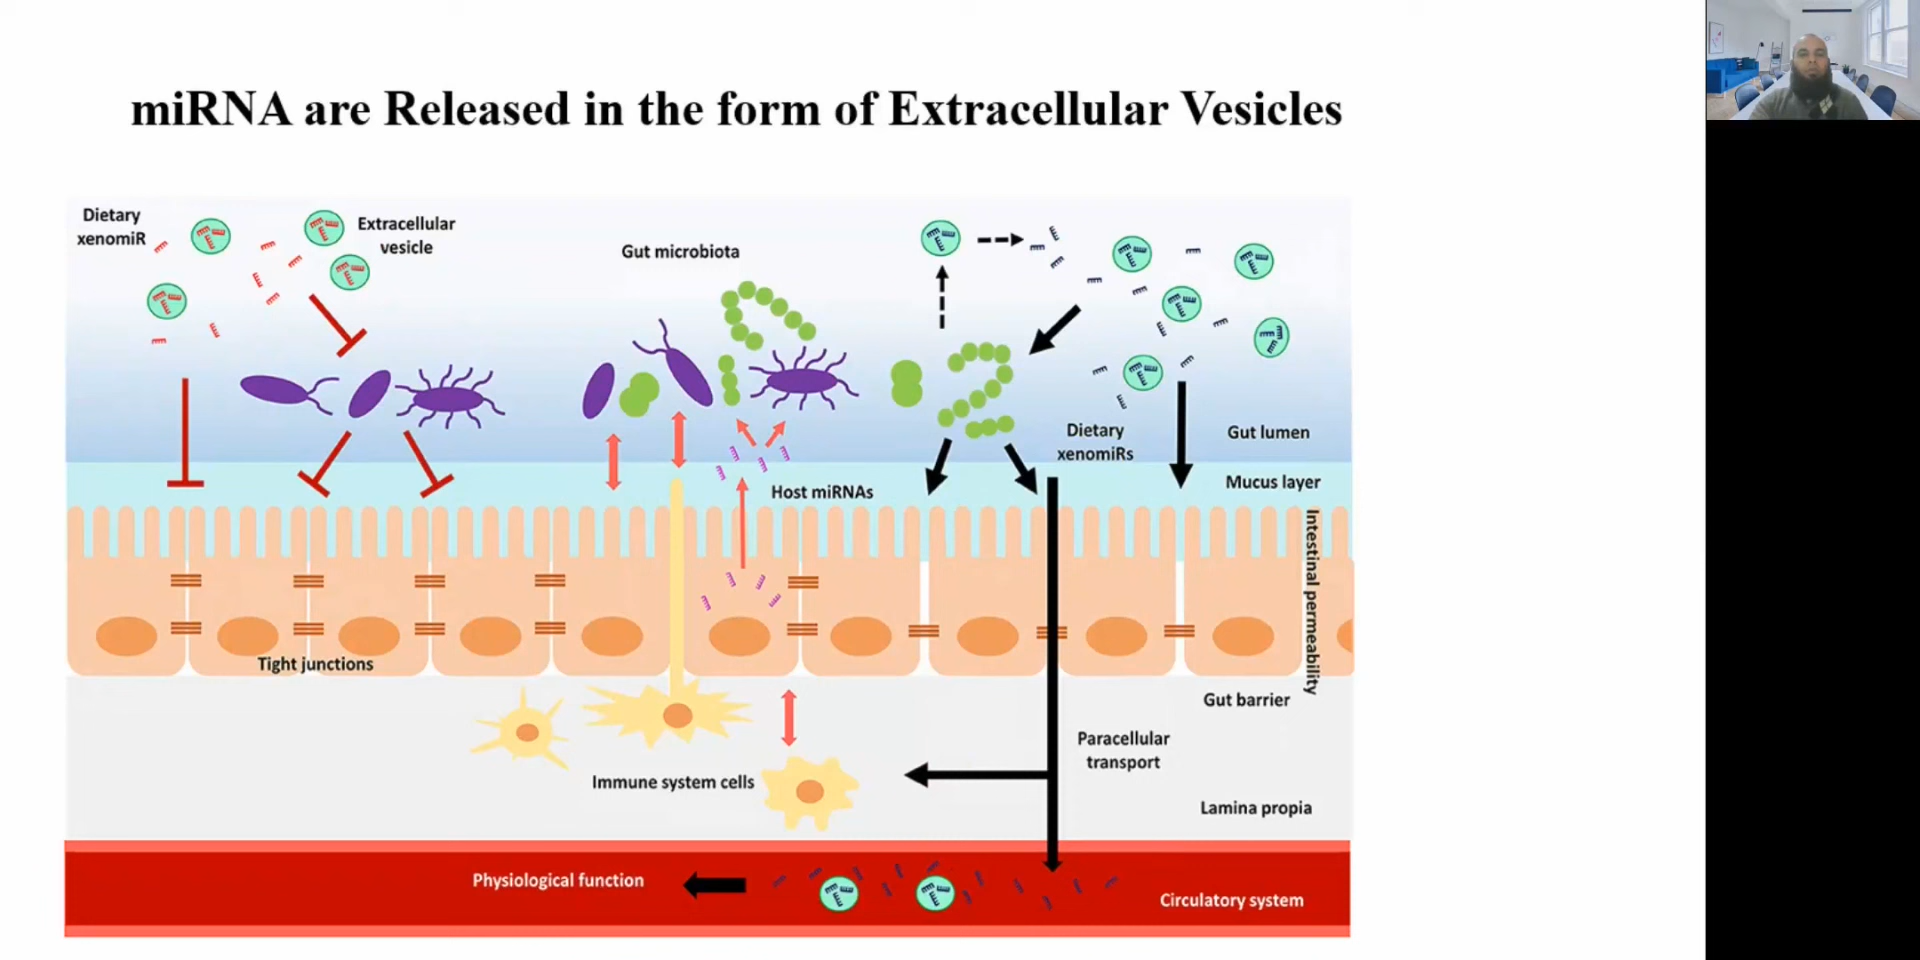 miRNA are Released in the form of Extracellular Vesicles
Dietary
xenomiR
Extracellular
vesicle
Gut microbiota
Dietary
xenomiRs
Gut lumen
Mucus layer
Host miRNAs
Intestinal permeability
Tight junctions
Gut barrier
Paracellular
transport
Immune system cells
Lamina propia
Physiological function
Circulatory system